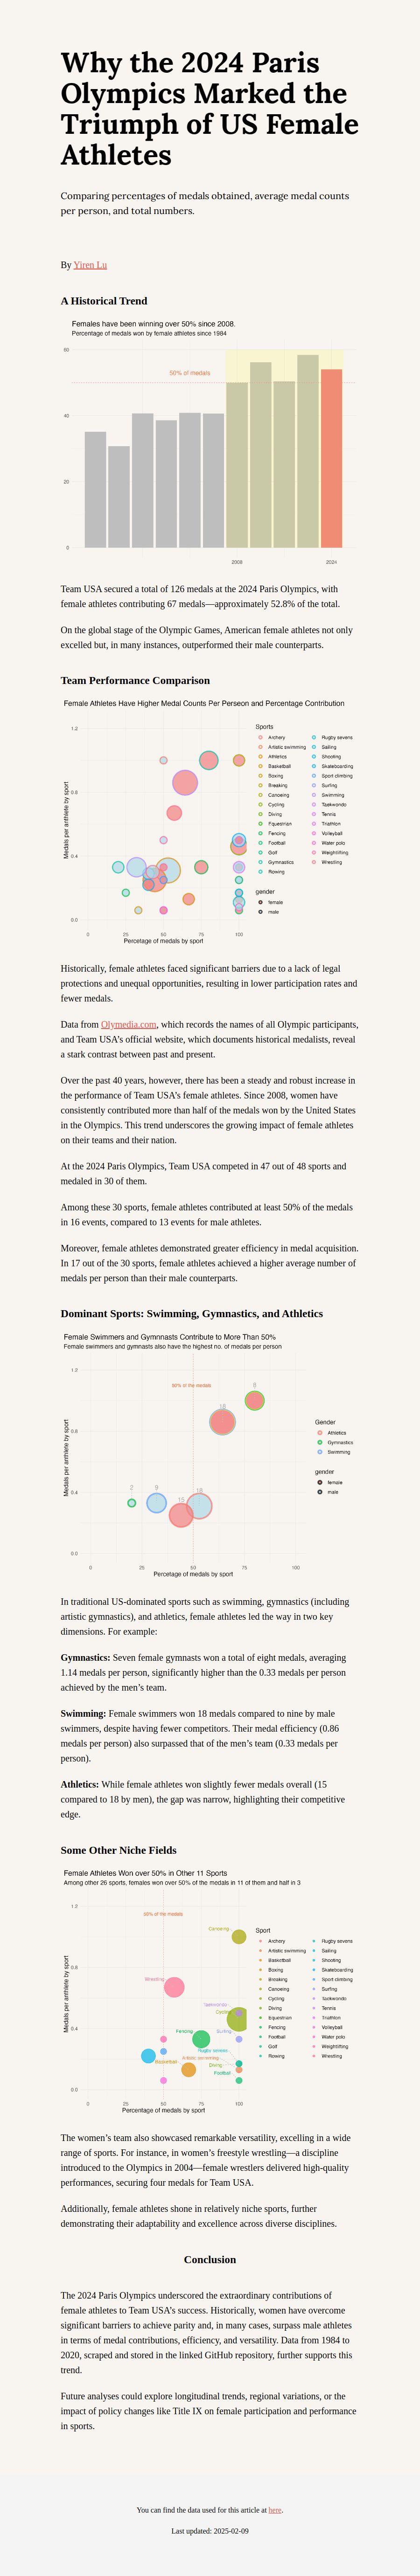 Why the 2024 Paris
Olympics Marked the
Triumph of US Female
Athletes
Comparing percentages of medals obtained, average medal counts
per person, and total numbers.
By Yiren Lu
A Historical Trend
Females have been winning over 50% since 2008.
Percentage of medals won by female athletes since 1984
60
50% of medals
40
20
0
2008
2024
Team USA secured a total of 126 medals at the 2024 Paris Olympics, with
female athletes contributing 67 medals—approximately 52.8% of the total.
On the global stage of the Olympic Games, American female athletes not only
excelled but, in many instances, outperformed their male counterparts.
Team Performance Comparison
Female Athletes Have Higher Medal Counts Per Perseon and Percentage Contribution
1.2
0.8
0.4
0.0
Medals per anthlete by sport
0
25
50
75
100
Percetage of medals by sport
Sports
Archery
Artistic swimming
Athletics
Basketball
Boxing
Breaking
Canoeing
Cycling
Diving
Equestrian
Fencing
Football
Golf
Gymnastics
Rowing
Rugby sevens
Sailing
Shooting
Skateboarding
Sport climbing
Surfing
Swimming
Taekwondo
Tennis
Triathlon
Volleyball
Water polo
Weightlifting
Wrestling
gender
female
male
Historically, female athletes faced significant barriers due to a lack of legal
protections and unequal opportunities, resulting in lower participation rates and
fewer medals.
Data from Olymedia.com, which records the names of all Olympic participants,
and Team USA's official website, which documents historical medalists, reveal
a stark contrast between past and present.
Over the past 40 years, however, there has been a steady and robust increase in
the performance of Team USA's female athletes. Since 2008, women have
consistently contributed more than half of the medals won by the United States
in the Olympics. This trend underscores the growing impact of female athletes
on their teams and their nation.
At the 2024 Paris Olympics, Team USA competed in 47 out of 48 sports and
medaled in 30 of them.
Among these 30 sports, female athletes contributed at least 50% of the medals
in 16 events, compared to 13 events for male athletes.
Moreover, female athletes demonstrated greater efficiency in medal acquisition.
In 17 out of the 30 sports, female athletes achieved a higher average number of
medals per person than their male counterparts.
Dominant Sports: Swimming, Gymnastics, and Athletics
Female Swimmers and Gymnnasts Contribute to More Than 50%
Female swimmers and gymnasts also have the highest no. of medals per person
1.2
0.8
0.4
0.0
Medals per anthlete by sport
50% of the medals
8
18
2
9
15
18
0
25
50
75
100
Percetage of medals by sport
Gender
Athletics
Gymnastics
Swimming
gender
female
male
In traditional US-dominated sports such as swimming, gymnastics (including
artistic gymnastics), and athletics, female athletes led the way in two key
dimensions. For example:
Gymnastics: Seven female gymnasts won a total of eight medals, averaging
1.14 medals per person, significantly higher than the 0.33 medals per person
achieved by the men's team.
Swimming: Female swimmers won 18 medals compared to nine by male
swimmers, despite having fewer competitors. Their medal efficiency (0.86
medals per person) also surpassed that of the men's team (0.33 medals per
person).
Athletics: While female athletes won slightly fewer medals overall (15
compared to 18 by men), the gap was narrow, highlighting their competitive
edge.
Some Other Niche Fields
Female Athletes Won over 50% in Other 11 Sports
Among other 26 sports, females won over 50% of the medals in 11 of them and half in 3
1.2
0.8
0.4
0.0
Medals per anthlete by sport
50% of the medals
Canoeing
Wrestling
Taekwondo
Cycling
Fencing
Surfing
Rugby sevens
Basketball
Artistic swimming
Diving
Football
0
25
50
75
100
Percentage of medals by sport
Sport
Archery
Artistic swimming
Basketball
Boxing
Breaking
Canoeing
Cycling
Diving
Equestrian
Fencing
Football
Golf
Rowing
Rugby sevens
Sailing
Shooting
Skateboarding
Sport climbing
Surfing
Taekwondo
Tennis
Triathlon
Volleyball
Water polo
Weightlifting
Wrestling
The women's team also showcased remarkable versatility, excelling in a wide
range of sports. For instance, in women's freestyle wrestling—a discipline
introduced to the Olympics in 2004—female wrestlers delivered high-quality
performances, securing four medals for Team USA.
Additionally, female athletes shone in relatively niche sports, further
demonstrating their adaptability and excellence across diverse disciplines.
Conclusion
The 2024 Paris Olympics underscored the extraordinary contributions of
female athletes to Team USA's success. Historically, women have overcome
significant barriers to achieve parity and, in many cases, surpass male athletes
in terms of medal contributions, efficiency, and versatility. Data from 1984 to
2020, scraped and stored in the linked GitHub repository, further supports this
trend.
Future analyses could explore longitudinal trends, regional variations, or the
impact of policy changes like Title IX on female participation and performance
in sports.
You can find the data used for this article at here.
Last updated: 2025-02-09